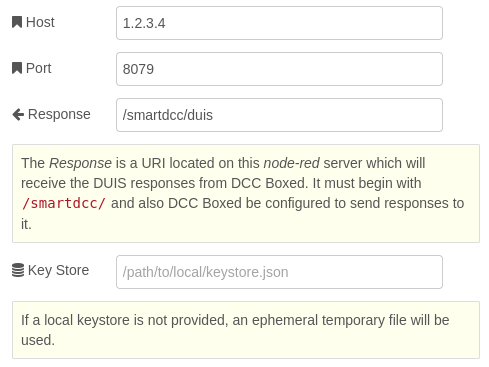 Host 1.2.3.4
Port 8079
Response /smartdcc/duis
The Response is a URI located on this node-red server which will
receive the DUIS responses from DCC Boxed. It must begin with
/smartdcc/ and also DCC Boxed be configured to send responses to
it.
Key Store /path/to/local/keystore.json
If a local keystore is not provided, an ephemeral temporary file will be
used.